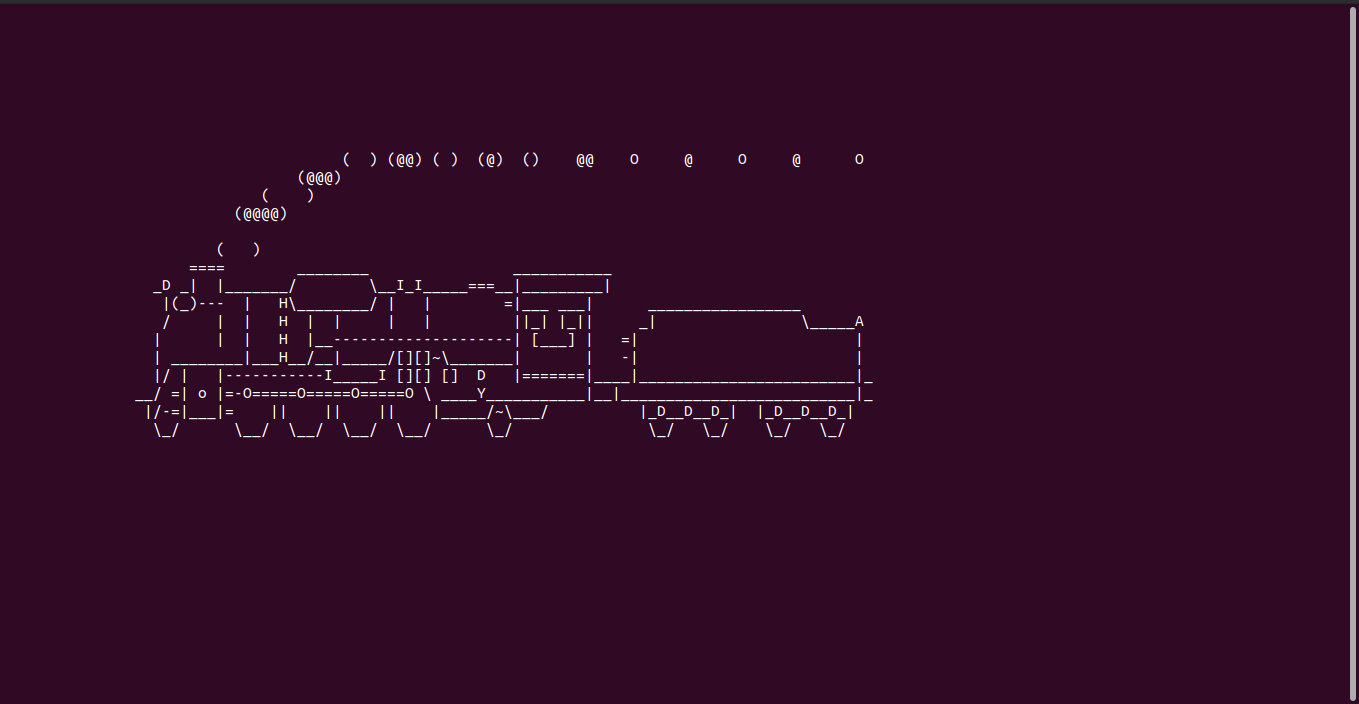 (  ) (@@) ( )  (@)  ()    @@    O     @     O     @      O
                  (@@@)
              (    )
           (@@@@)

         (   )
      ====        ________                ___________
  _D _|  |_______/        \__I_I_____===__|_________|
   |(_)---  |   H\________/ |   |        =|___ ___|      _________________
   /     |  |   H  |  |     |   |         ||_| |_||     _|                \_____A
  |      |  |   H  |__--------------------| [___] |   =|                        |
  | ________|___H__/__|_____/[][]~\_______|       |   -|                        |
  |/ |   |-----------I_____I [][] []  D   |=======|____|________________________|_
__/ =| o |=-O=====O=====O=====O \ ____Y___________|__|__________________________|_
 |/-=|___|=    ||    ||    ||    |_____/~\___/          |_D__D__D_|  |_D__D__D_|
  \_/      \__/  \__/  \__/  \__/      \_/               \_/   \_/    \_/   \_/